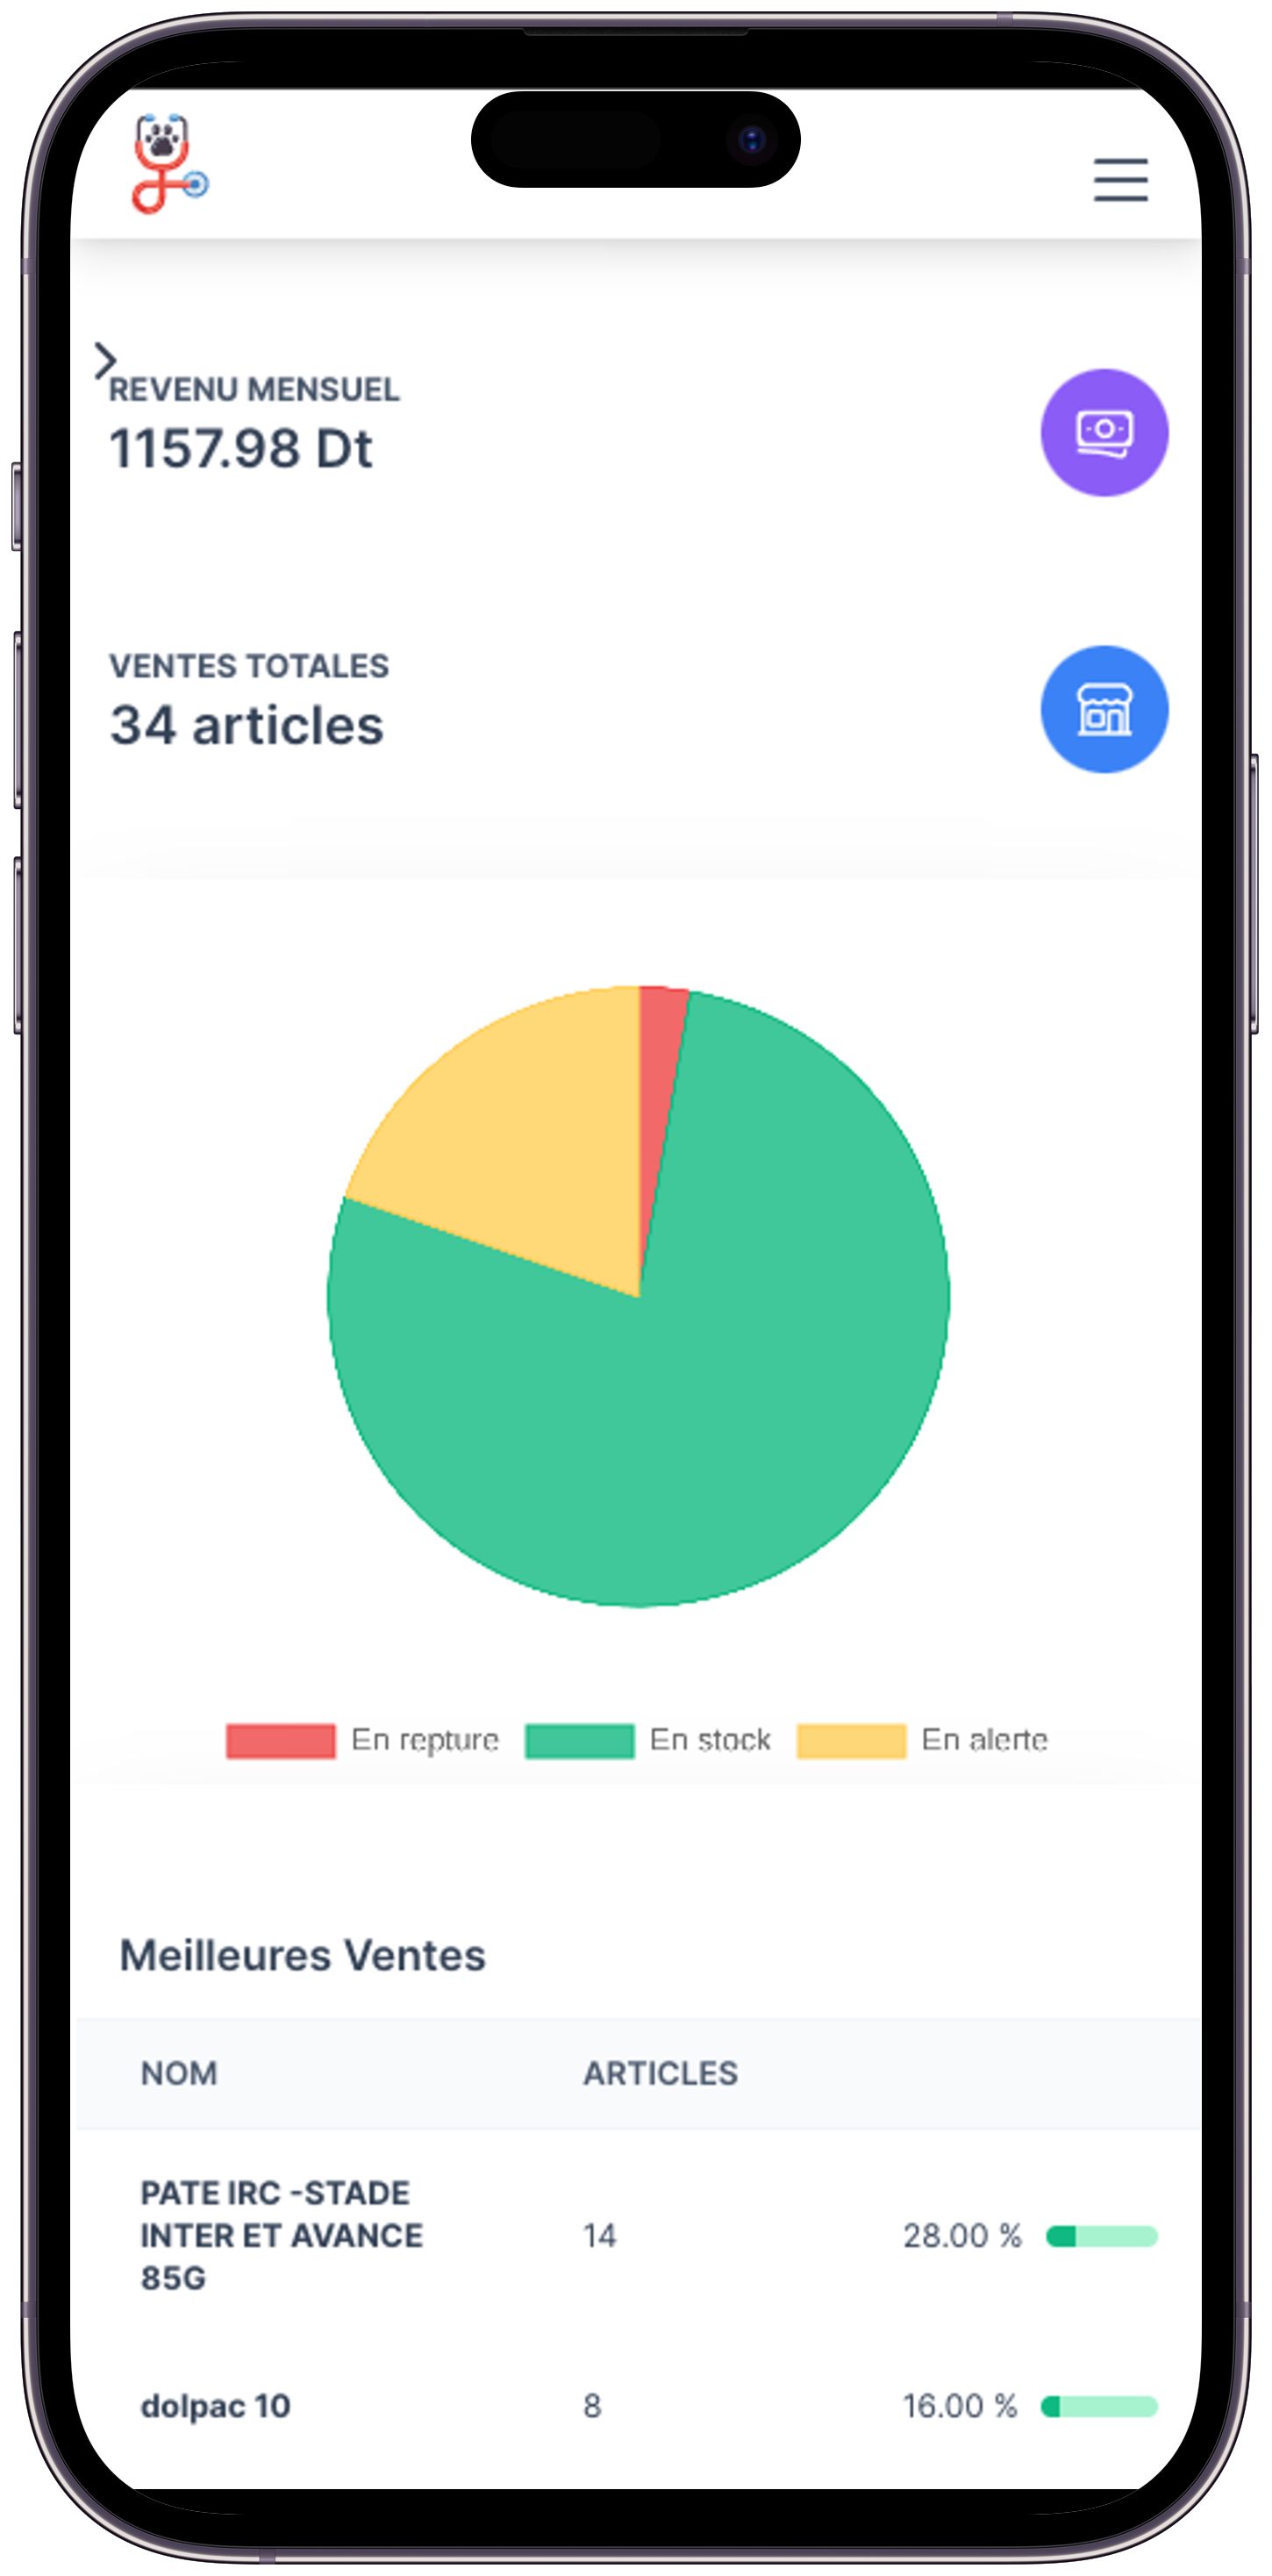 REVENU MENSUEL
1157.98 Dt
VENTES TOTALES
34 articles
En repture En stock En alerte
Meilleures Ventes
NOM ARTICLES
PATE IRC -STADE
INTER ET AVANCE 14 28.00 %
85G
dolpac 10 8 16.00 %